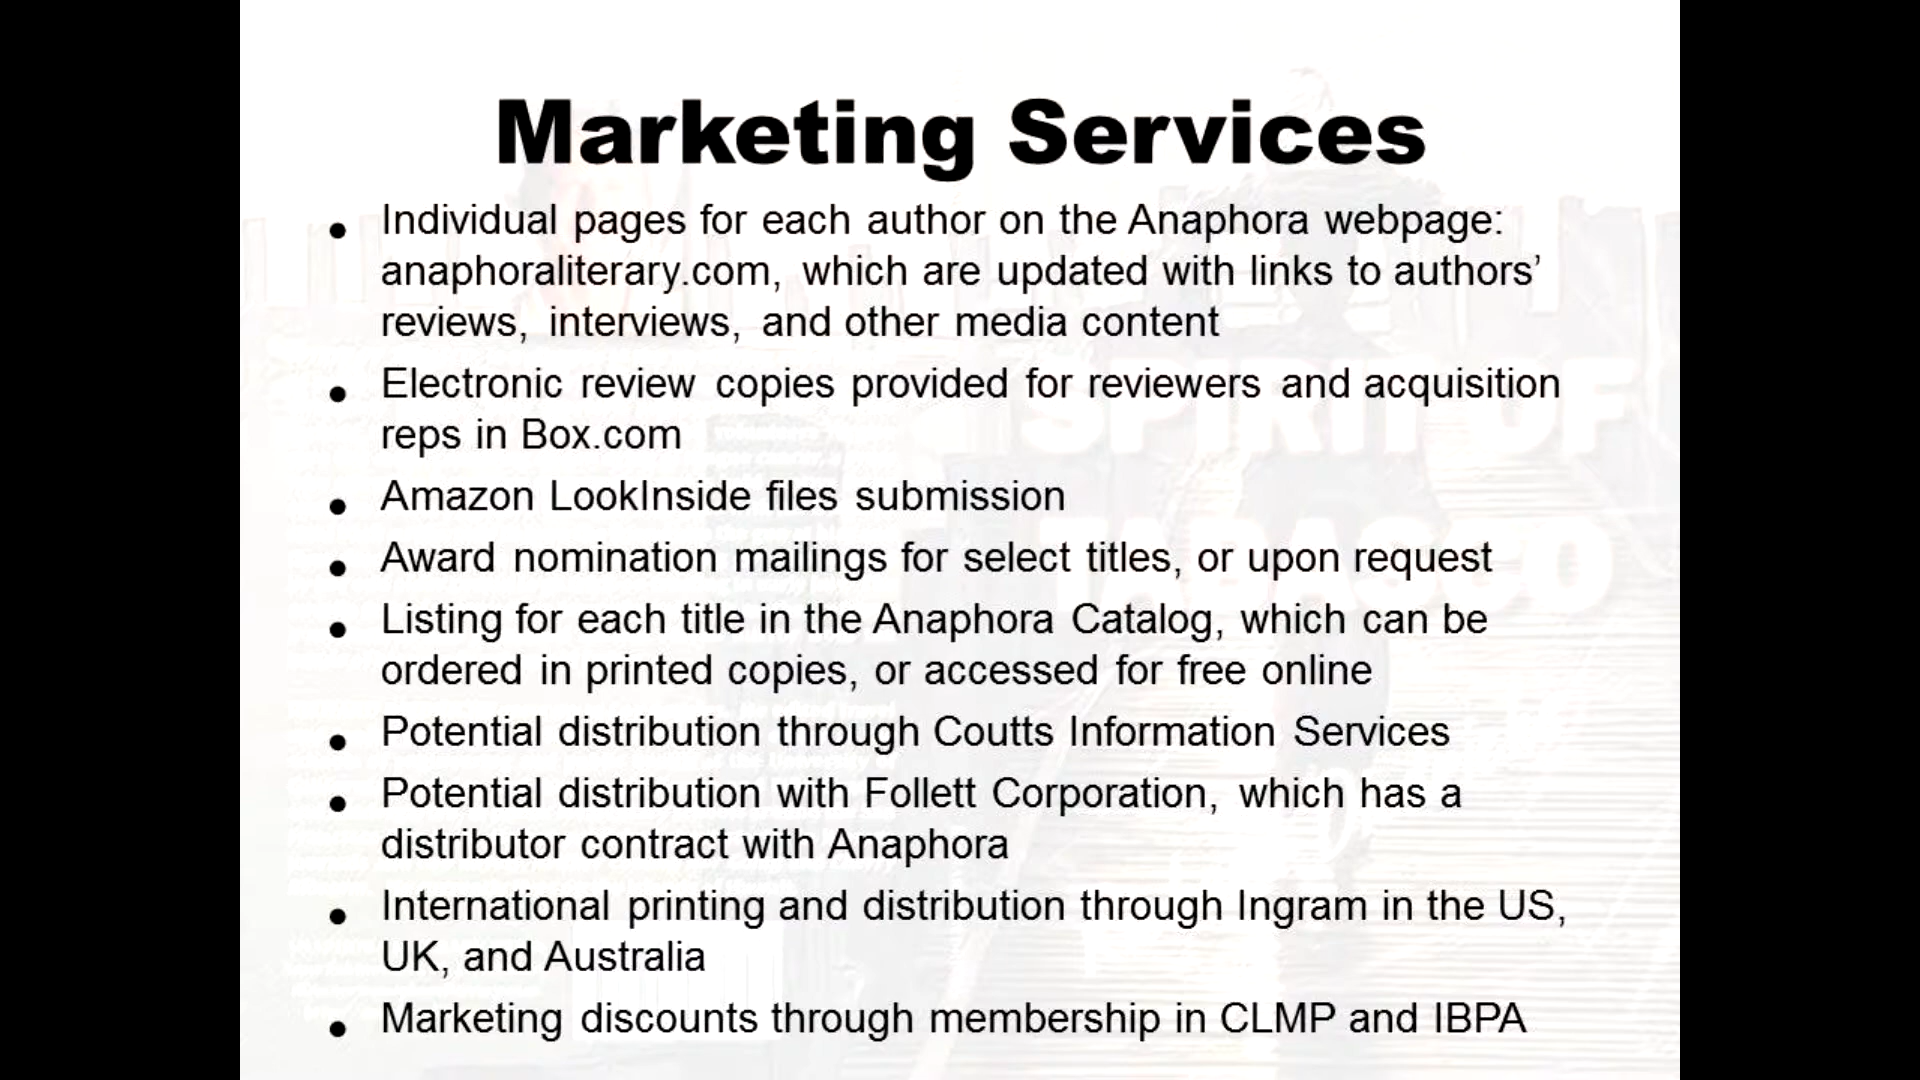 Marketing Services
• Individual pages for each author on the Anaphora webpage:
anaphoraliterary.com, which are updated with links to authors’
reviews, interviews, and other media content
• Electronic review copies provided for reviewers and acquisition
reps in Box.com
• Amazon LookInside files submission
• Award nomination mailings for select titles, or upon request
• Listing for each title in the Anaphora Catalog, which can be
ordered in printed copies, or accessed for free online
• Potential distribution through Coutts Information Services
• Potential distribution with Follett Corporation, which has a
distributor contract with Anaphora
• International printing and distribution through Ingram in the US,
UK, and Australia
• Marketing discounts through membership in CLMP and IBPA
SPIRIT OF
TABASCO